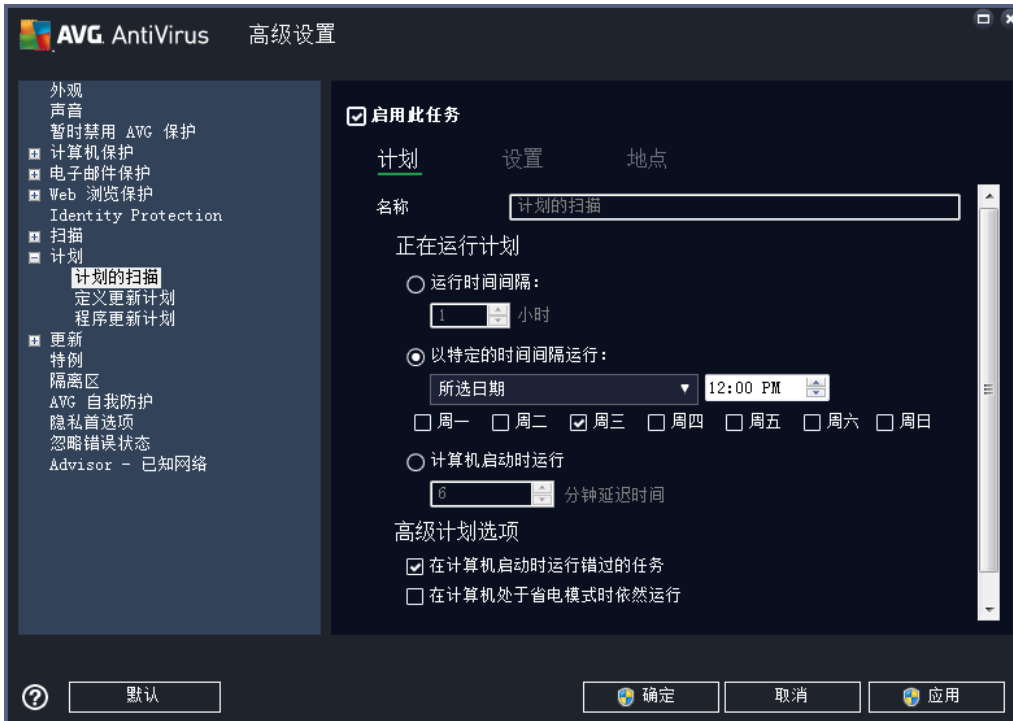 AVG. AntiVirus 高级设置
外观
声音
暂时禁用 AVG 保护
计算机保护
电子邮件保护
Web 浏览保护
Identity Protection
扫描
计划
计划的扫描
定义更新计划
程序更新计划
更新
特例
隔离区
AVG 自我防护
隐私首选项
忽略错误状态
Advisor - 已知网络
启用此任务
计划 设置 地点
名称 计划的扫描
正在运行计划
运行时间间隔:
1 小时
以特定的时间间隔运行:
所选日期 12:00 PM
周一 周二 周三 周四 周五 周六 周日
计算机启动时运行
6 分钟延迟时间
高级计划选项
在计算机启动时运行错过的任务
在计算机处于省电模式时依然运行
? 默认 确定 取消 应用